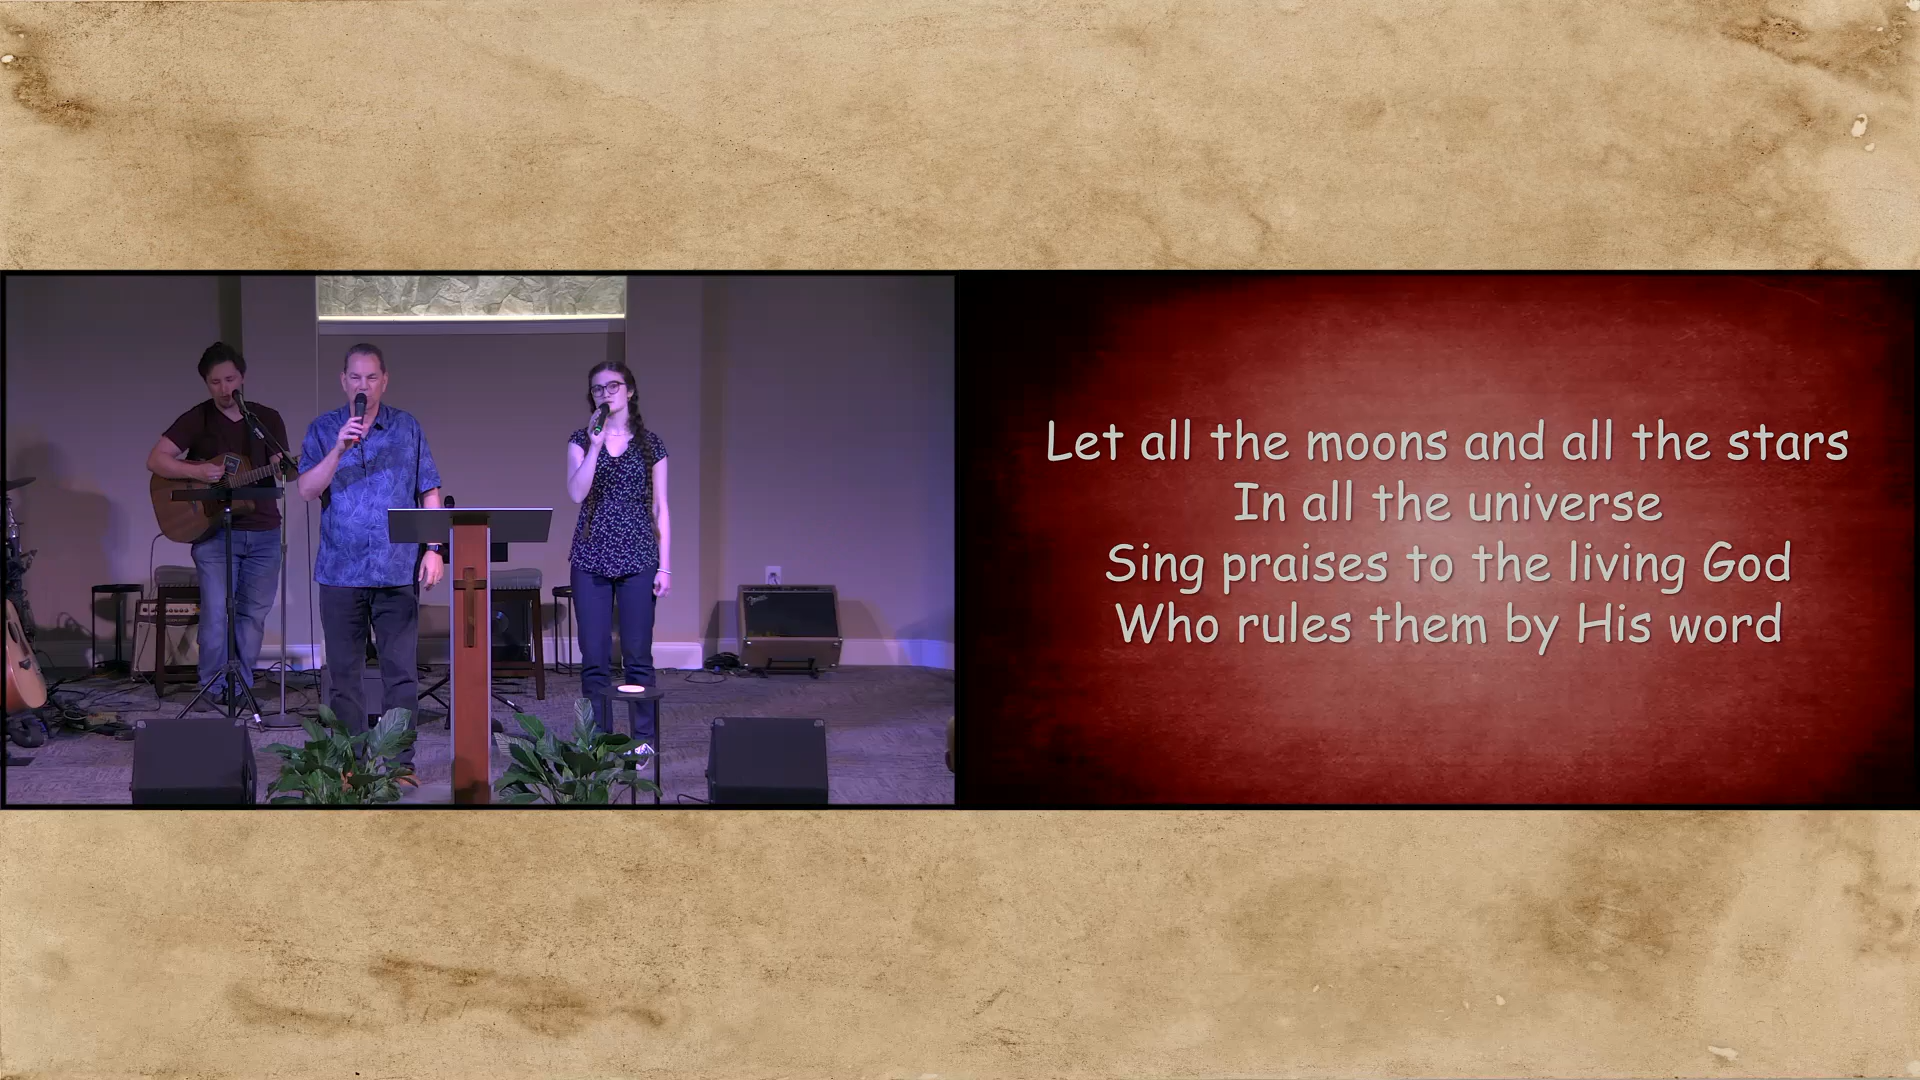 Let all the moons and all the stars
In all the universe
Sing praises to the living God
Who rules them by His word